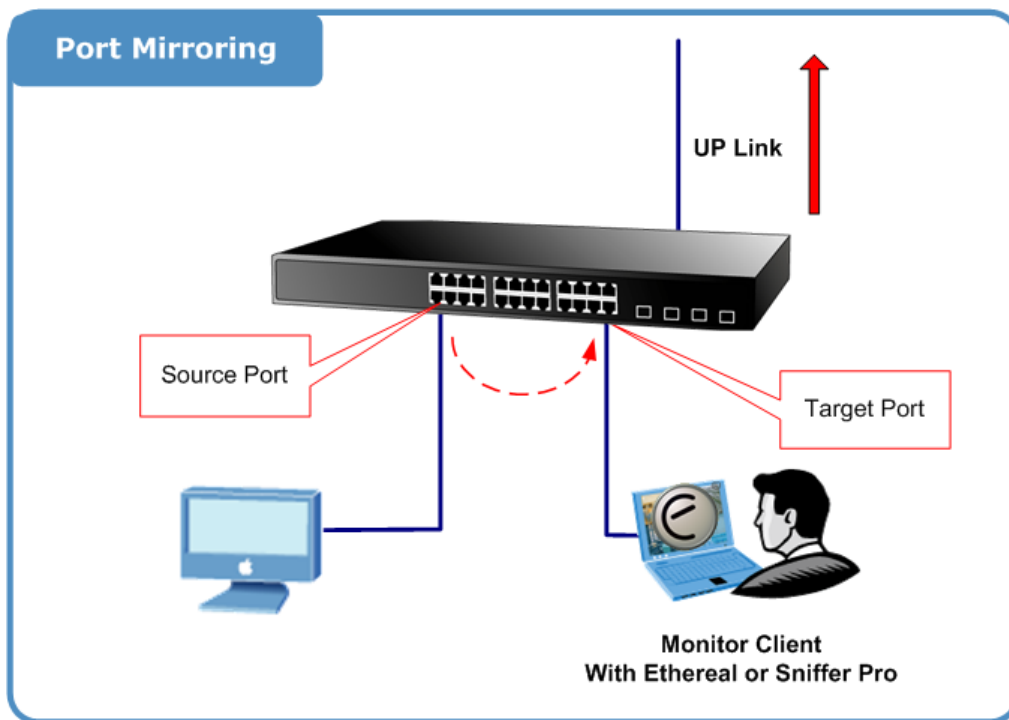 Port Mirroring
UP Link
Source Port
Target Port
Monitor Client
With Ethereal or Sniffer Pro